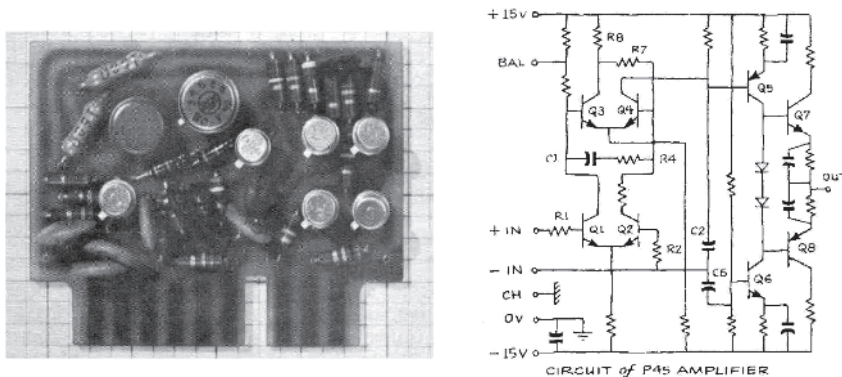 +15V
R8
R7
BAL
Q5
Q3
Q4
Q7
C1
R4
OUT
R1
+ IN
Q1
Q2
C2
R2
- IN
Q8
C6
Q6
CH
0V
-15V
CIRCUIT of P45 AMPLIFIER